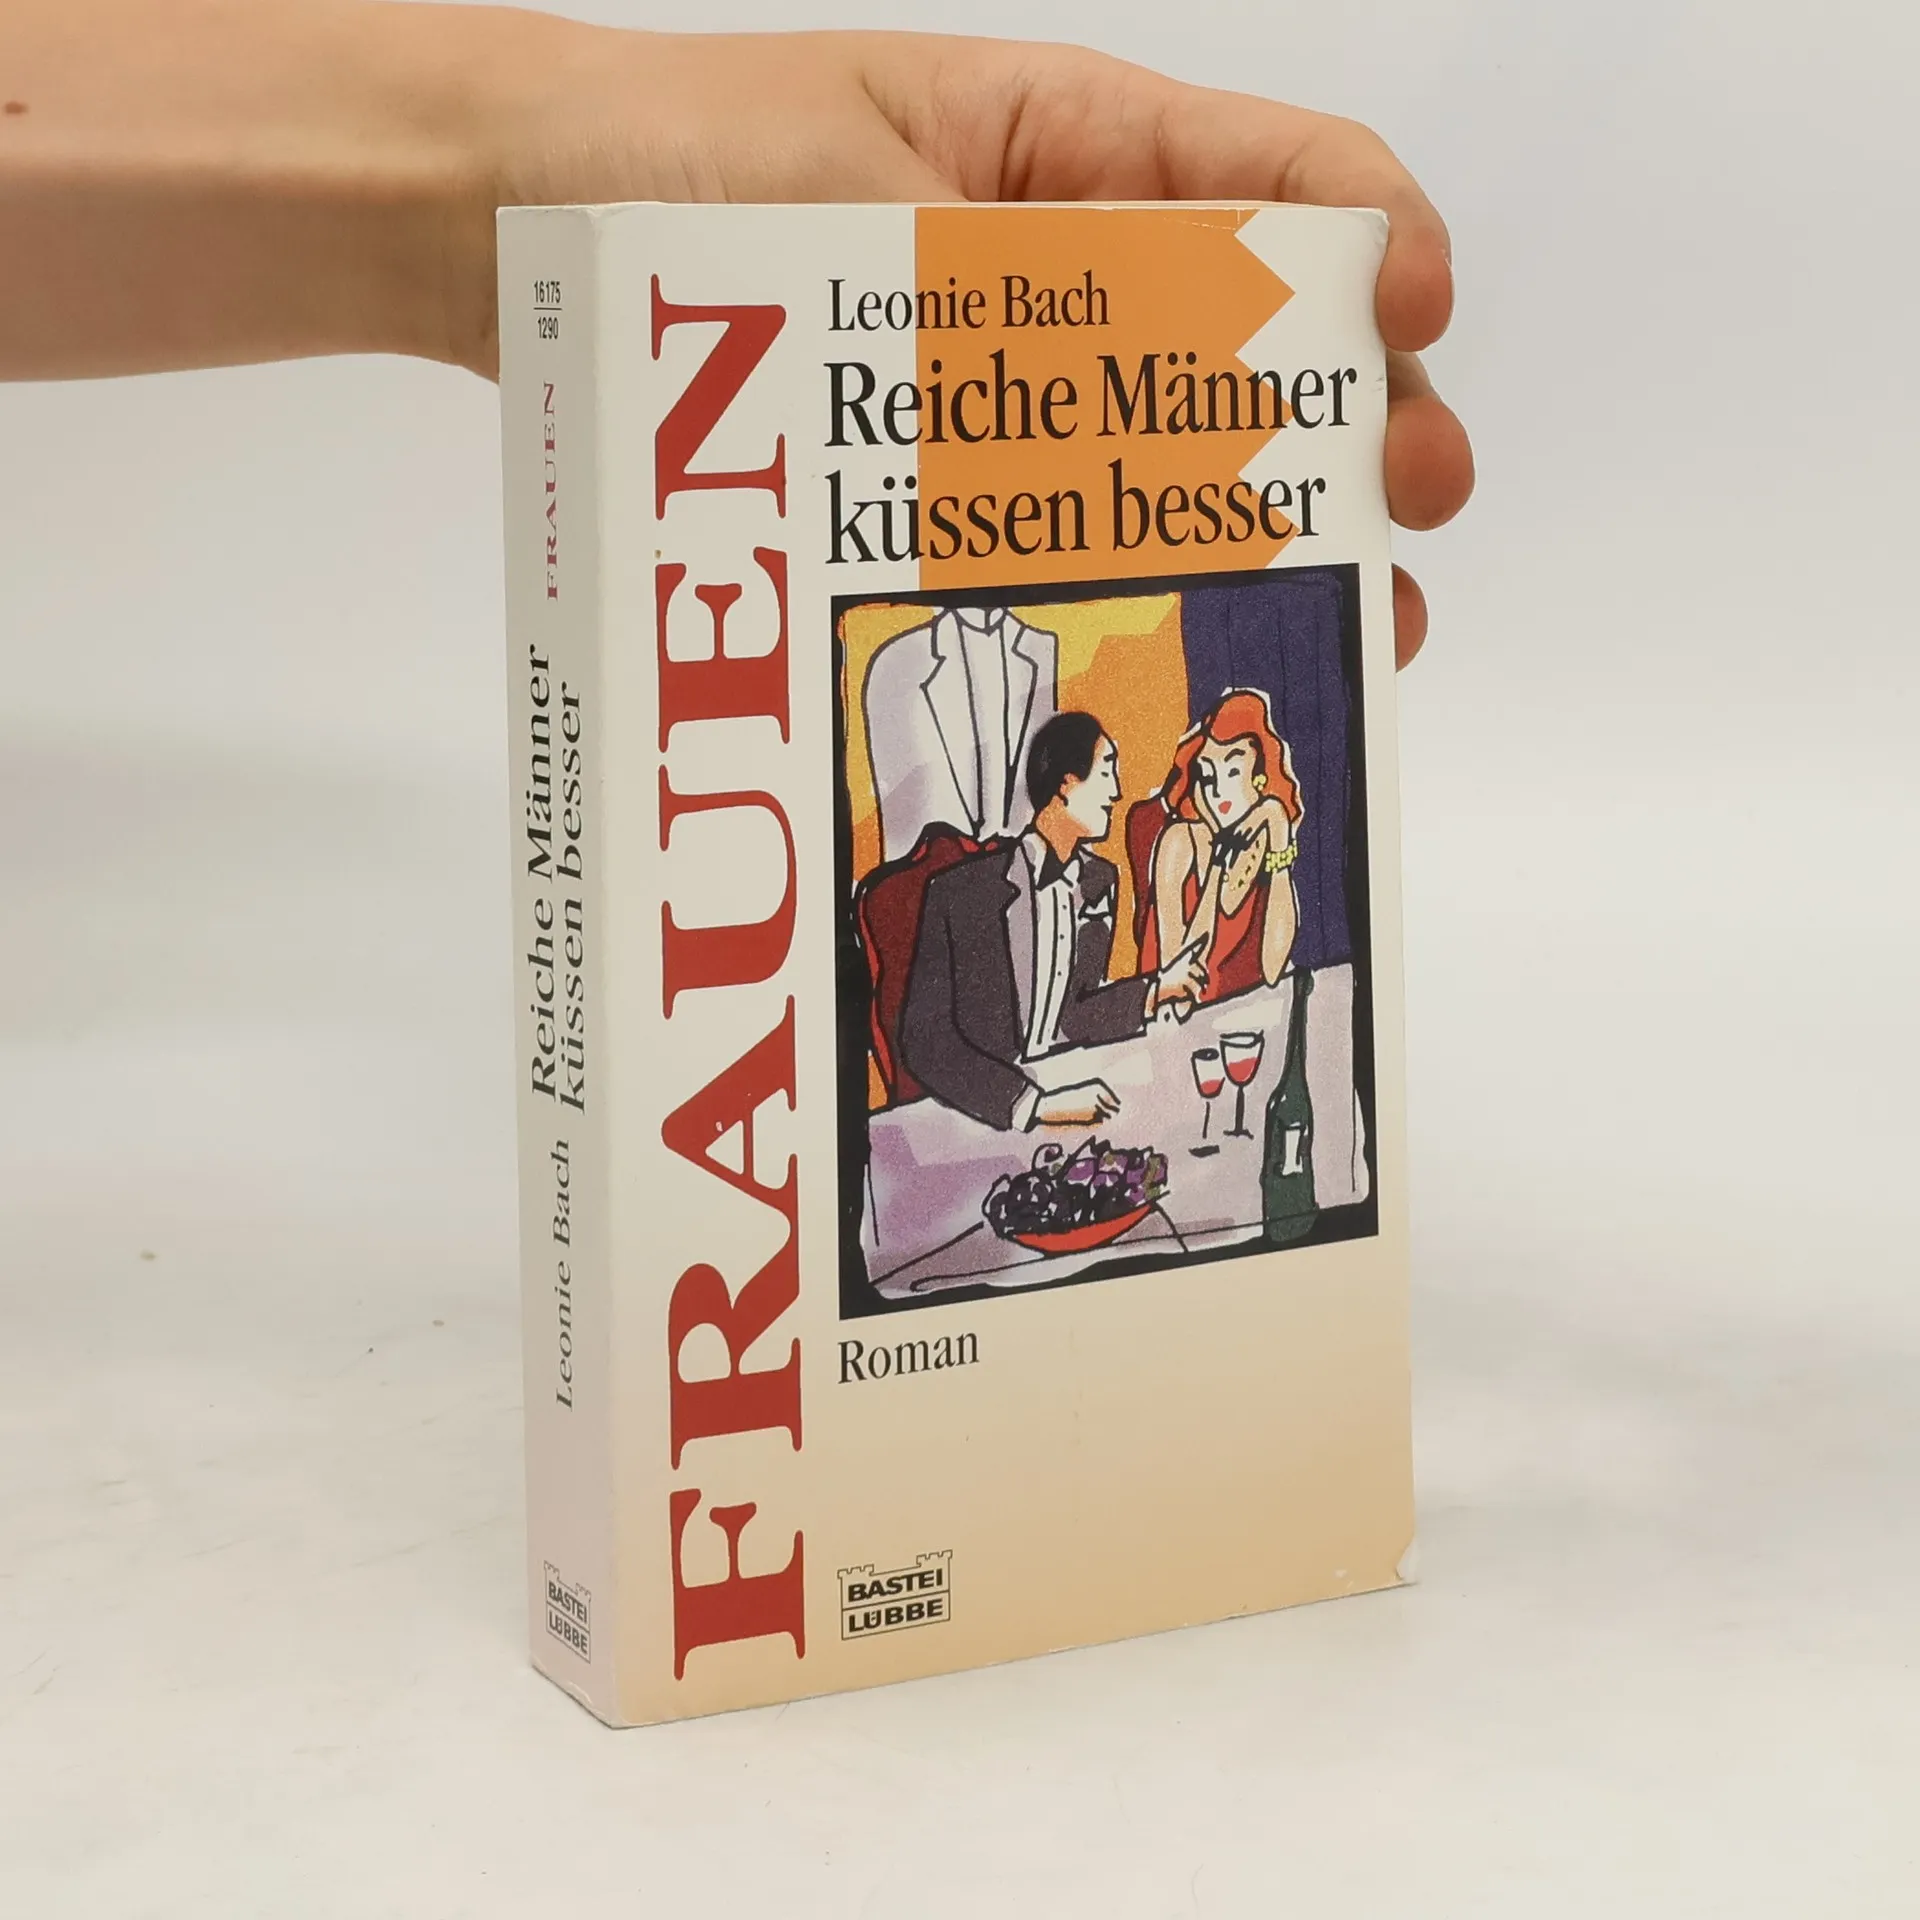 16175
1290
FRAUEN
Reiche Männer
küssen besser
Leonie Bach
BASTEI
LÜBBE
FRAUEN
Leonie Bach
Reiche Männer
küssen besser
Roman
BASTEI
LÜBBE